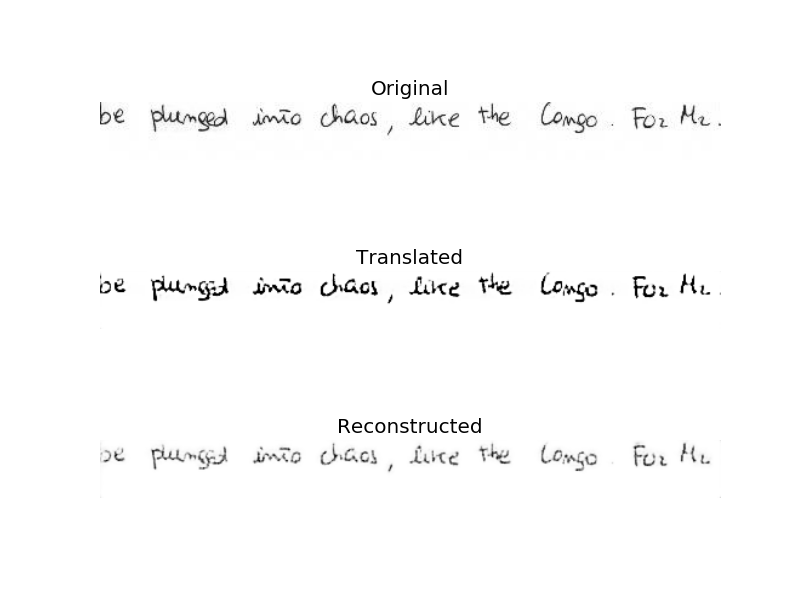 Original
be plunged into chaos, like the Congo. For Mr.
Translated
be plunged into chaos, like the Congo. For Mr.
Reconstructed
be plunged into chaos, like the Congo. For Mr